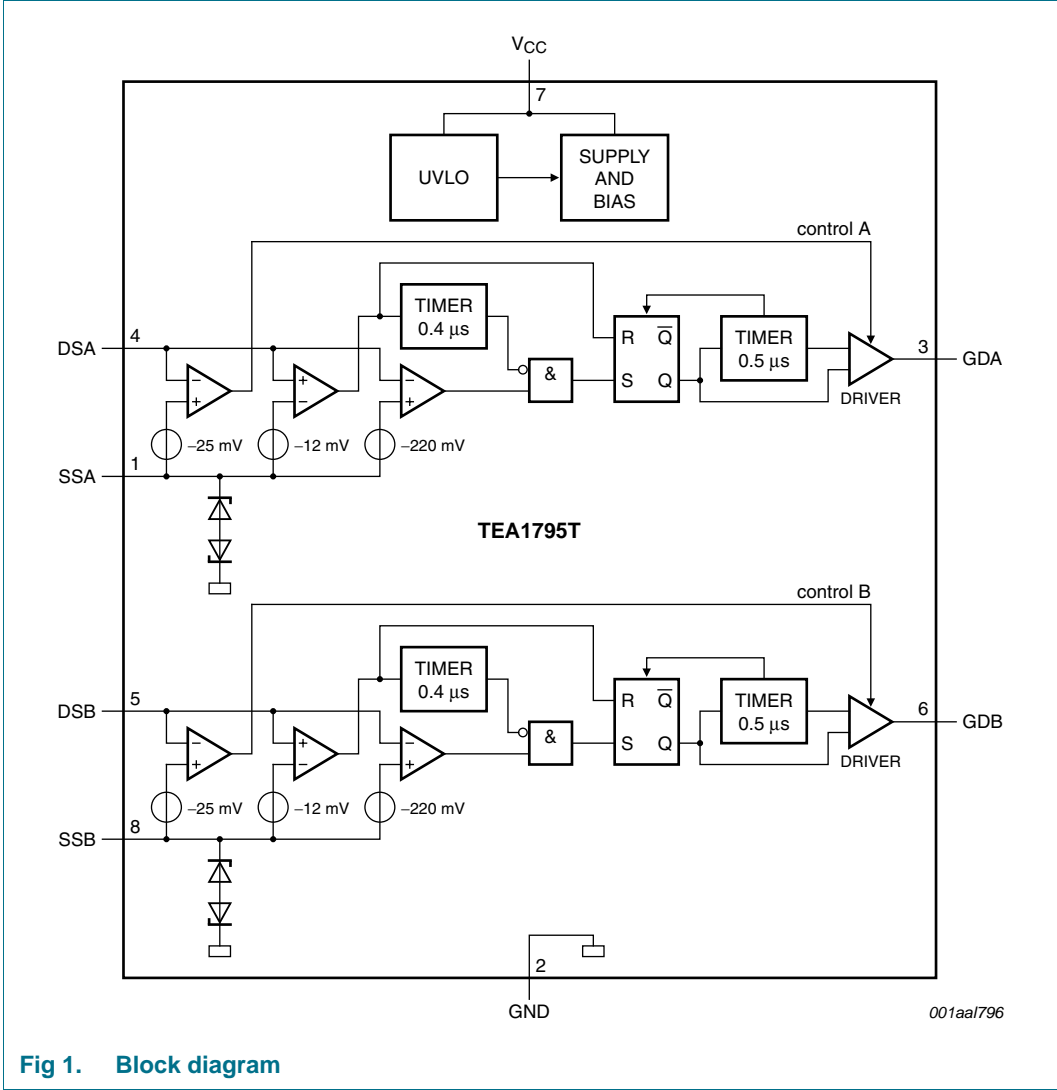 VCC
7
UVLO
SUPPLY
AND
BIAS
control A
TIMER
0.4 µs
R Q̅
S Q
TIMER
0.5 µs
DSA
4
3
GDA
&
DRIVER
− + −
+ − +
−25 mV
−12 mV
−220 mV
SSA
1
TEA1795T
control B
TIMER
0.4 µs
R Q̅
S Q
TIMER
0.5 µs
DSB
5
6
GDB
&
DRIVER
− + −
+ − +
−25 mV
−12 mV
−220 mV
SSB
8
2
GND
001aal796
Fig 1. Block diagram